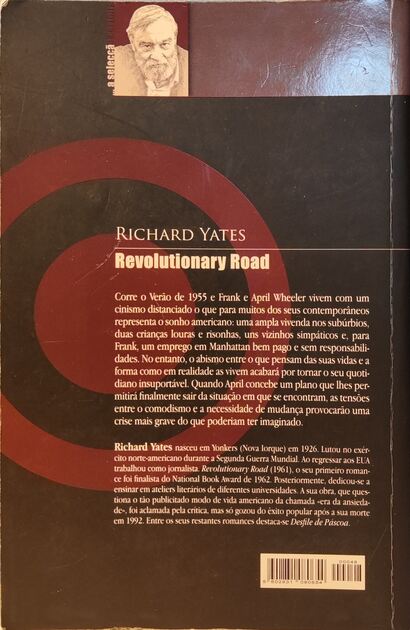 ... a selecçã
RICHARD YATES
Revolutionary Road
Corre o Verão de 1955 e Frank e April Wheeler vivem com um
cinismo distanciado o que para muitos dos seus contemporâneos
representa o sonho americano: uma ampla vivenda nos subúrbios,
duas crianças louras e risonhas, uns vizinhos simpáticos e, para
Frank, um emprego em Manhattan bem pago e sem responsabili-
dades. No entanto, o abismo entre o que pensam das suas vidas e a
forma como em realidade as vivem acabará por tornar o seu quoti-
diano insuportável. Quando April concebe um plano que lhes per-
mitirá finalmente sair da situação em que se encontram, as tensões
entre o comodismo e a necessidade de mudança provocarão uma
crise mais grave do que poderiam ter imaginado.
Richard Yates nasceu em Yonkers (Nova Iorque) em 1926. Lutou no exér-
cito norte-americano durante a Segunda Guerra Mundial. Ao regressar aos EUA
trabalhou como jornalista. Revolutionary Road (1961), o seu primeiro roman-
ce foi finalista do National Book Award de 1962. Posteriormente, dedicou-se a
ensinar em ateliers literários de diferentes universidades. A sua obra, que ques-
tiona o tão publicitado modo de vida americano da chamada «era da ansieda-
de», foi aclamada pela crítica, mas só gozou do êxito popular após a sua morte
em 1992. Entre os seus restantes romances destaca-se Desfile de Páscoa.
00048